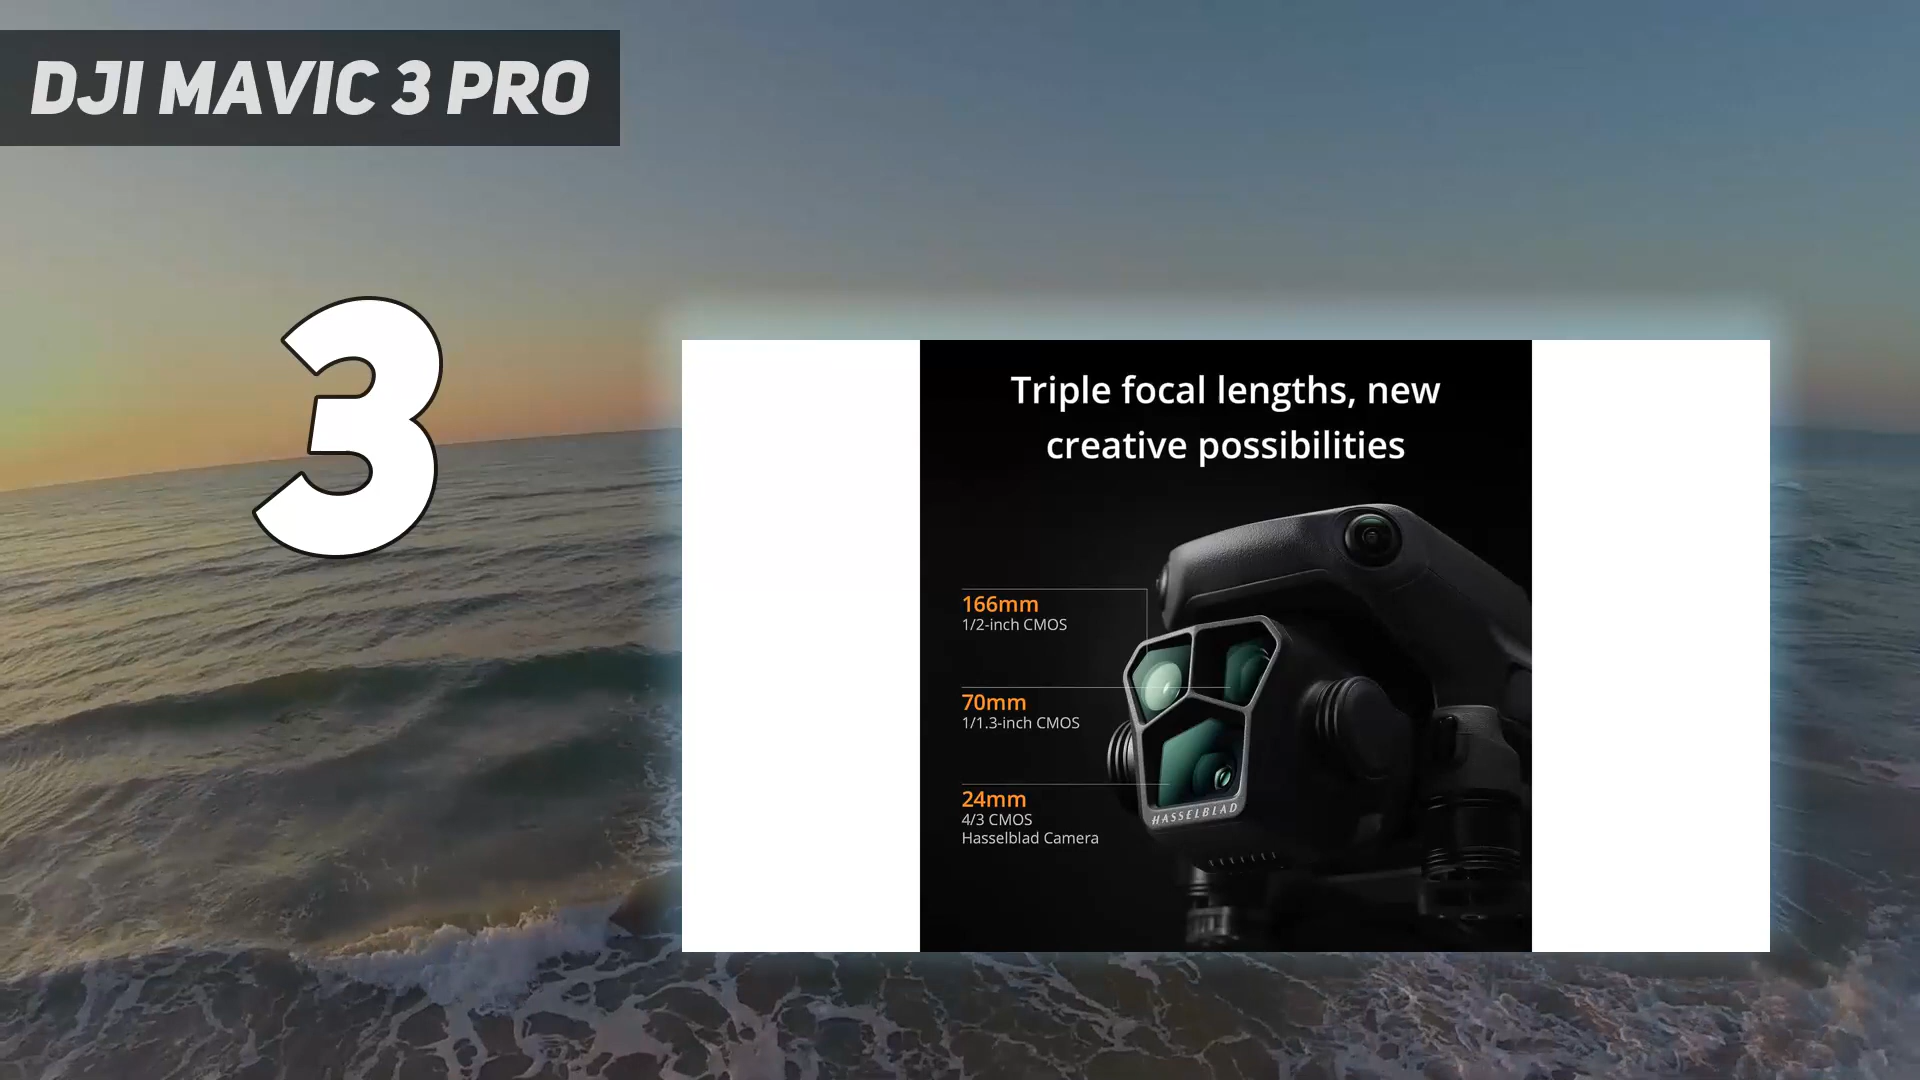 DJI MAVIC 3 PRO
3
Triple focal lengths, new
creative possibilities
166mm
1/2-inch CMOS
70mm
1/1.3-inch CMOS
24mm
4/3 CMOS
Hasselblad Camera
HASSELBLAD